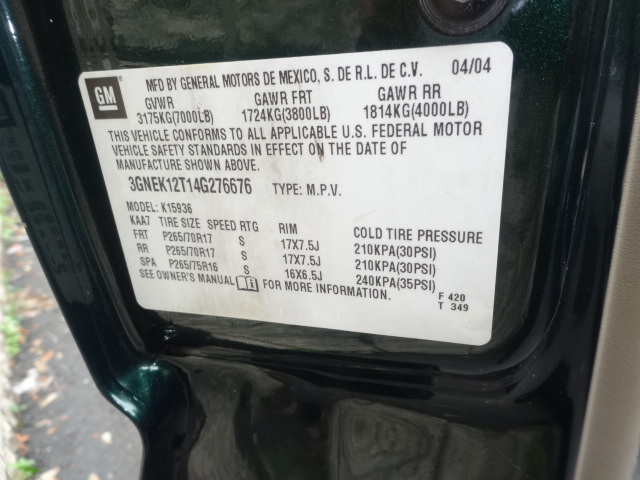 GM
MFD BY GENERAL MOTORS DE MEXICO, S. DE R.L. DE C.V. 04/04
GVWR GAWR FRT GAWR RR
3175KG(7000LB) 1724KG(3800LB) 1814KG(4000LB)
THIS VEHICLE CONFORMS TO ALL APPLICABLE U.S. FEDERAL MOTOR
VEHICLE SAFETY STANDARDS IN EFFECT ON THE DATE OF
MANUFACTURE SHOWN ABOVE.
3GNEK12T14G276676 TYPE: M.P.V.
MODEL: K15936
KAA7 TIRE SIZE SPEED RTG RIM COLD TIRE PRESSURE
FRT P265/70R17 S 17X7.5J 210KPA(30PSI)
RR P265/70R17 S 17X7.5J 210KPA(30PSI)
SPA P265/75R16 S 16X6.5J 240KPA(35PSI)
SEE OWNER'S MANUAL FOR MORE INFORMATION.
F 420
T 349